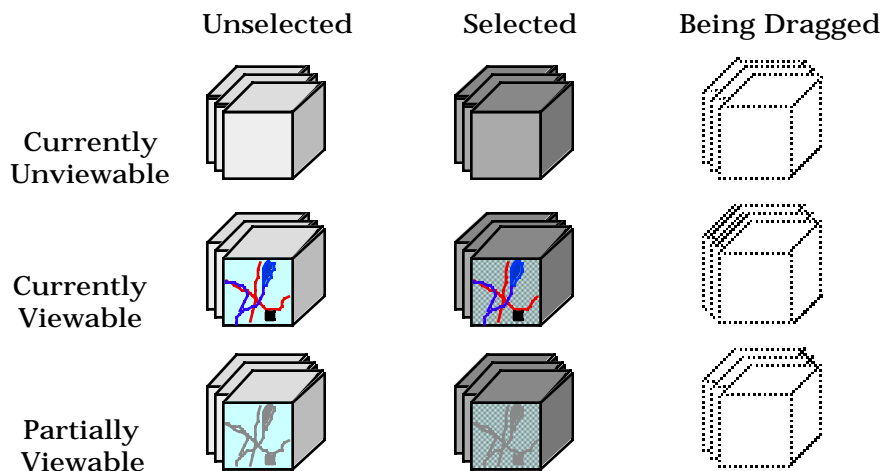 Unselected
Selected
Being Dragged
Currently
Unviewable
Currently
Viewable
Partially
Viewable